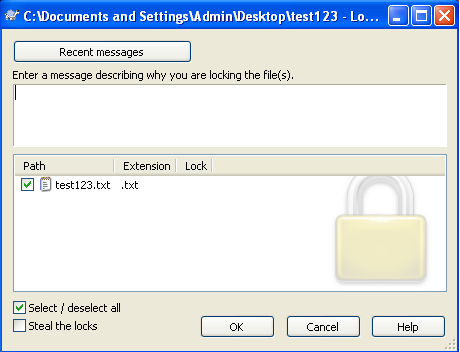 C:\Documents and Settings\Admin\Desktop\test123 - Lo...
Recent messages
Enter a message describing why you are locking the file(s).
Path Extension Lock
test123.txt .txt
Select / deselect all
Steal the locks
OK Cancel Help